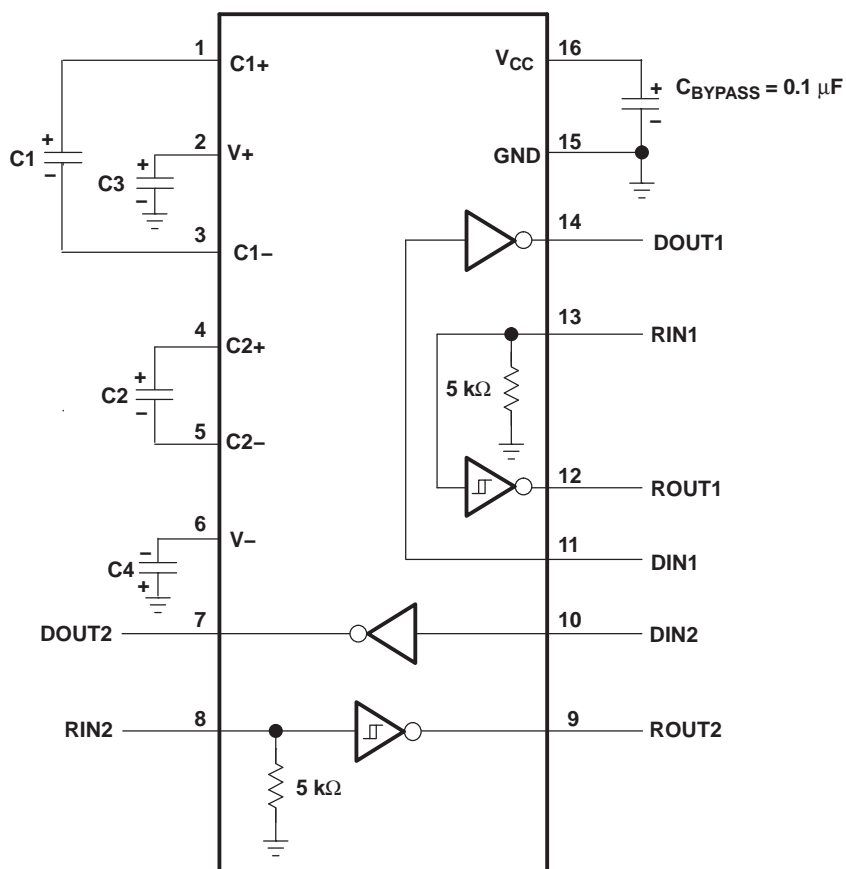 1
C1+
VCC
16
+
CBYPASS = 0.1 μF
−
+
C1
−
2
V+
+
C3
−
GND
15
3
C1−
14
DOUT1
4
C2+
13
RIN1
+
C2
−
5 kΩ
5
C2−
12
ROUT1
6
V−
−
C4
+
11
DIN1
DOUT2
7
10
DIN2
RIN2
8
9
ROUT2
5 kΩ